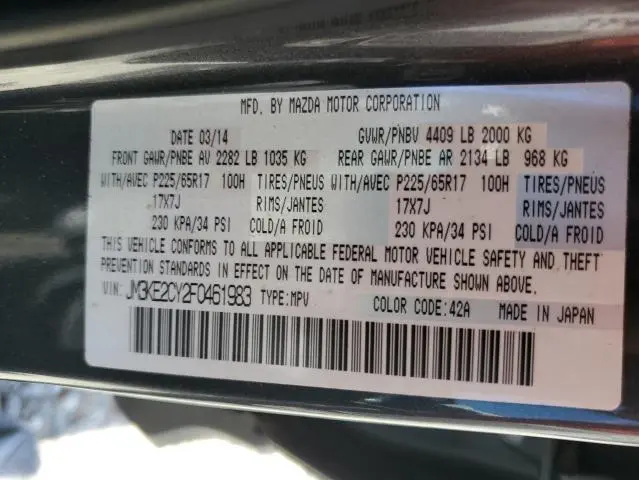 MFD. BY MAZDA MOTOR CORPORATION
DATE 03/14 GVWR/PNBV 4409 LB 2000 KG
FRONT GAWR/PNBE AV 2282 LB 1035 KG REAR GAWR/PNBE AR 2134 LB 968 KG
WITH/AVEC P225/65R17 100H TIRES/PNEUS WITH/AVEC P225/65R17 100H TIRES/PNEUS
17X7J RIMS/JANTES 17X7J RIMS/JANTES
230 KPA/34 PSI COLD/A FROID 230 KPA/34 PSI COLD/A FROID
THIS VEHICLE CONFORMS TO ALL APPLICABLE FEDERAL MOTOR VEHICLE SAFETY AND THEFT
PREVENTION STANDARDS IN EFFECT ON THE DATE OF MANUFACTURE SHOWN ABOVE.
VIN: JM3KE2CY2F0461983 TYPE:MPV COLOR CODE:42A MADE IN JAPAN